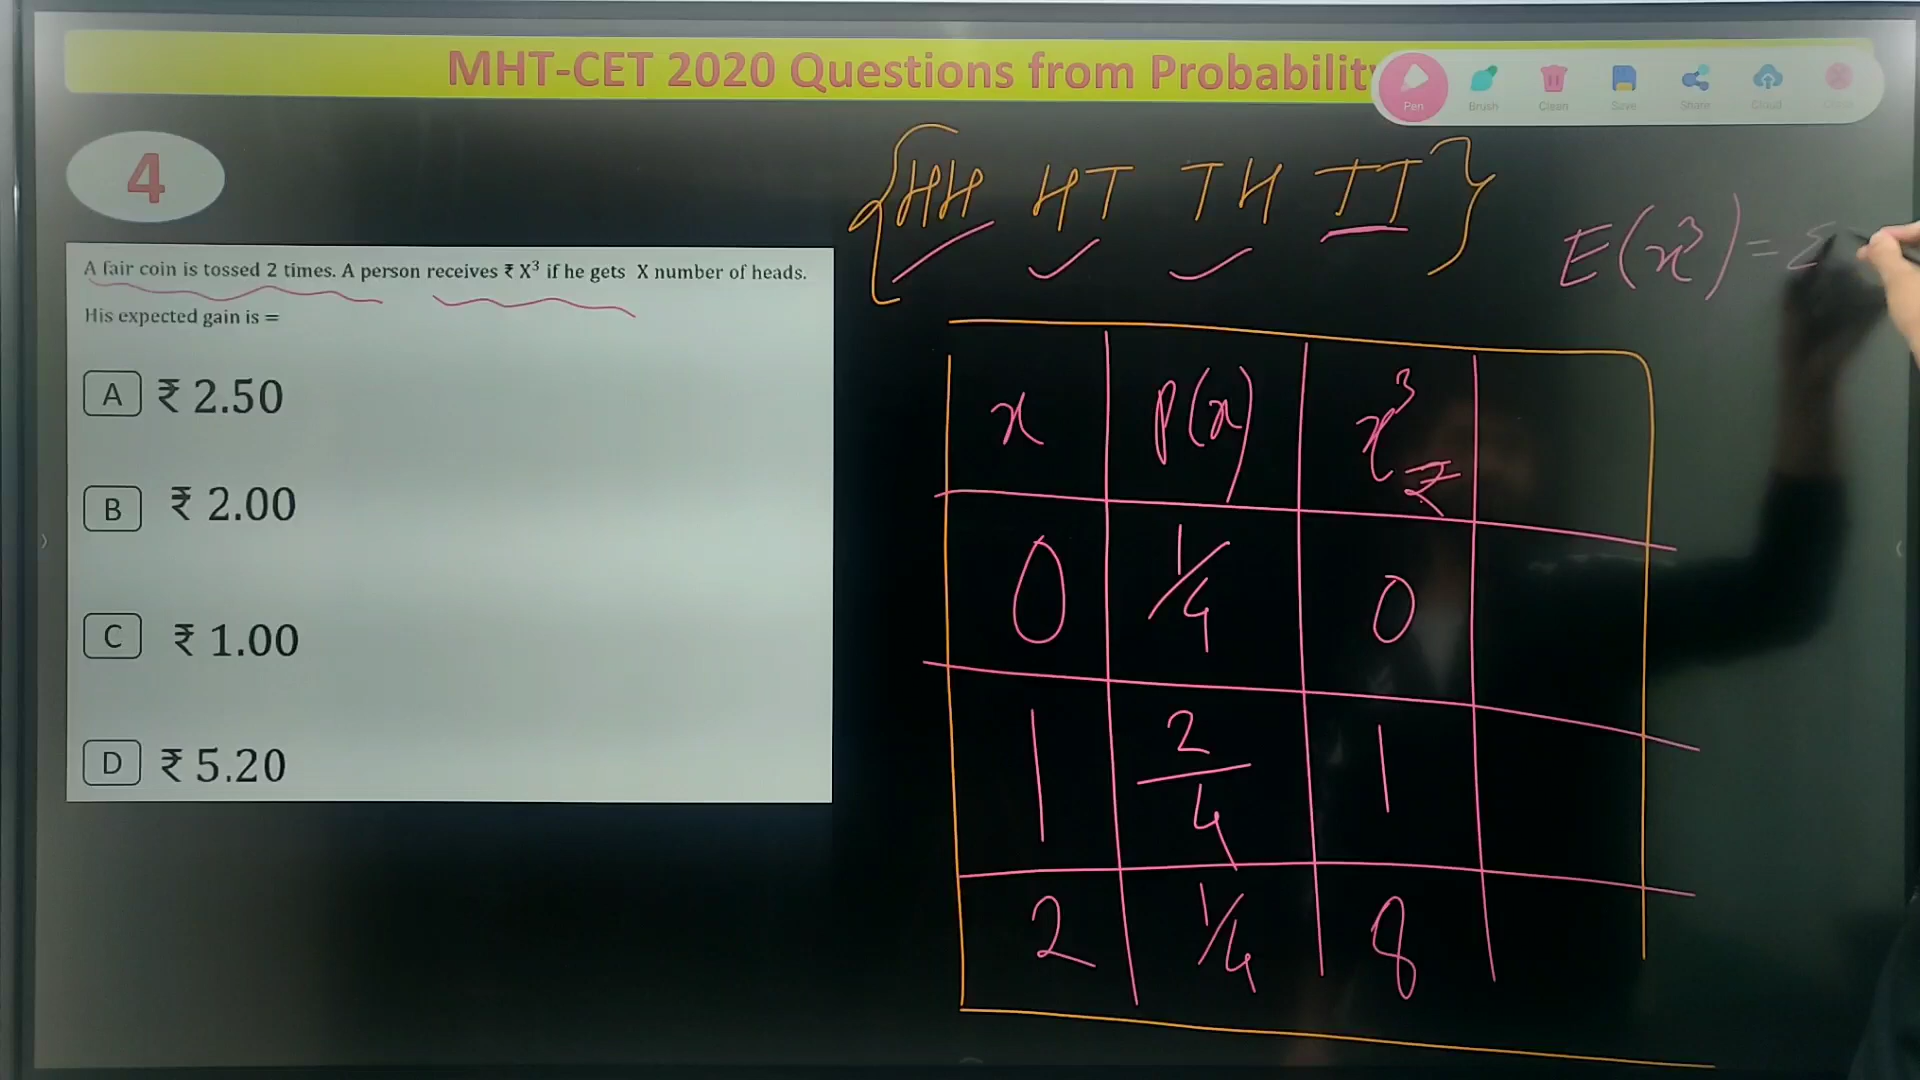 MHT-CET 2020 Questions from Probability
Pen Brush Clean Save Share Cloud Close
4
{HH HT TH TT}
E(x³) = Σ
A fair coin is tossed 2 times. A person receives ₹ X³ if he gets X number of heads.
His expected gain is =
A ₹ 2.50
B ₹ 2.00
C ₹ 1.00
D ₹ 5.20
x P(x) x³ ₹
0 1/4 0
1 2/4 1
2 1/4 8